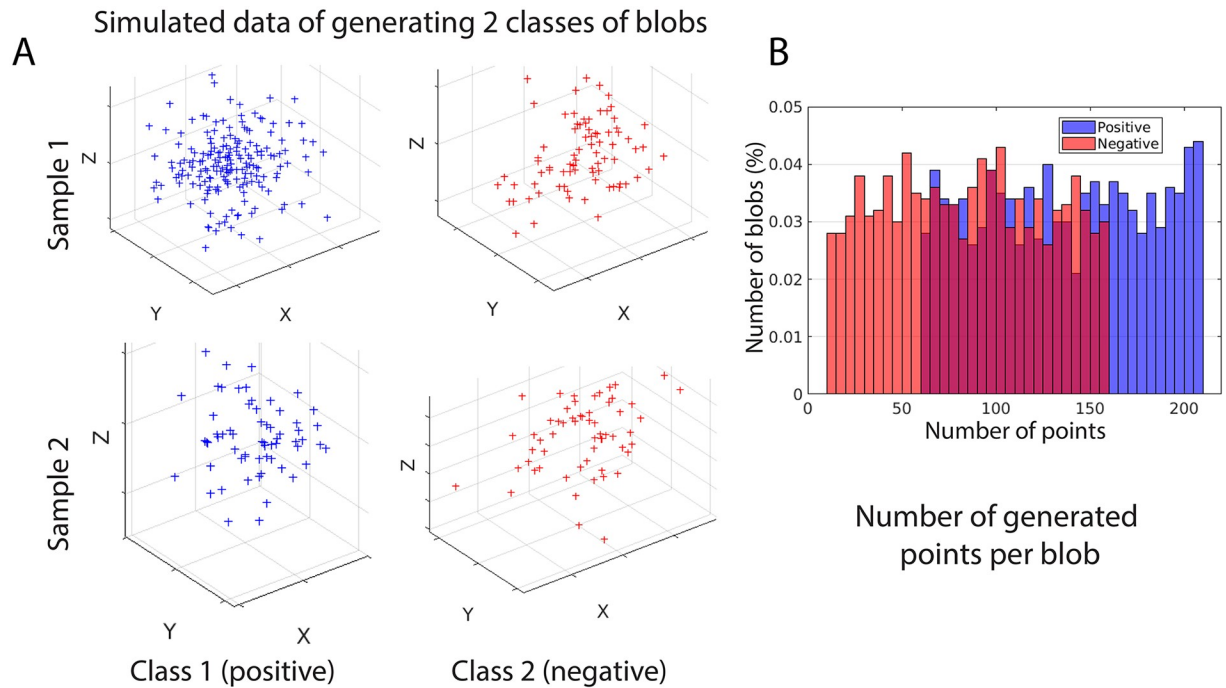 Simulated data of generating 2 classes of blobs
A
B
Sample 1
Z
Y
X
Z
Y
X
Sample 2
Z
Y
X
Z
Y
X
Class 1 (positive)
Class 2 (negative)
0.05
0.04
0.03
0.02
0.01
0
Number of blobs (%)
Positive
Negative
0
50
100
150
200
Number of points
Number of generated
points per blob